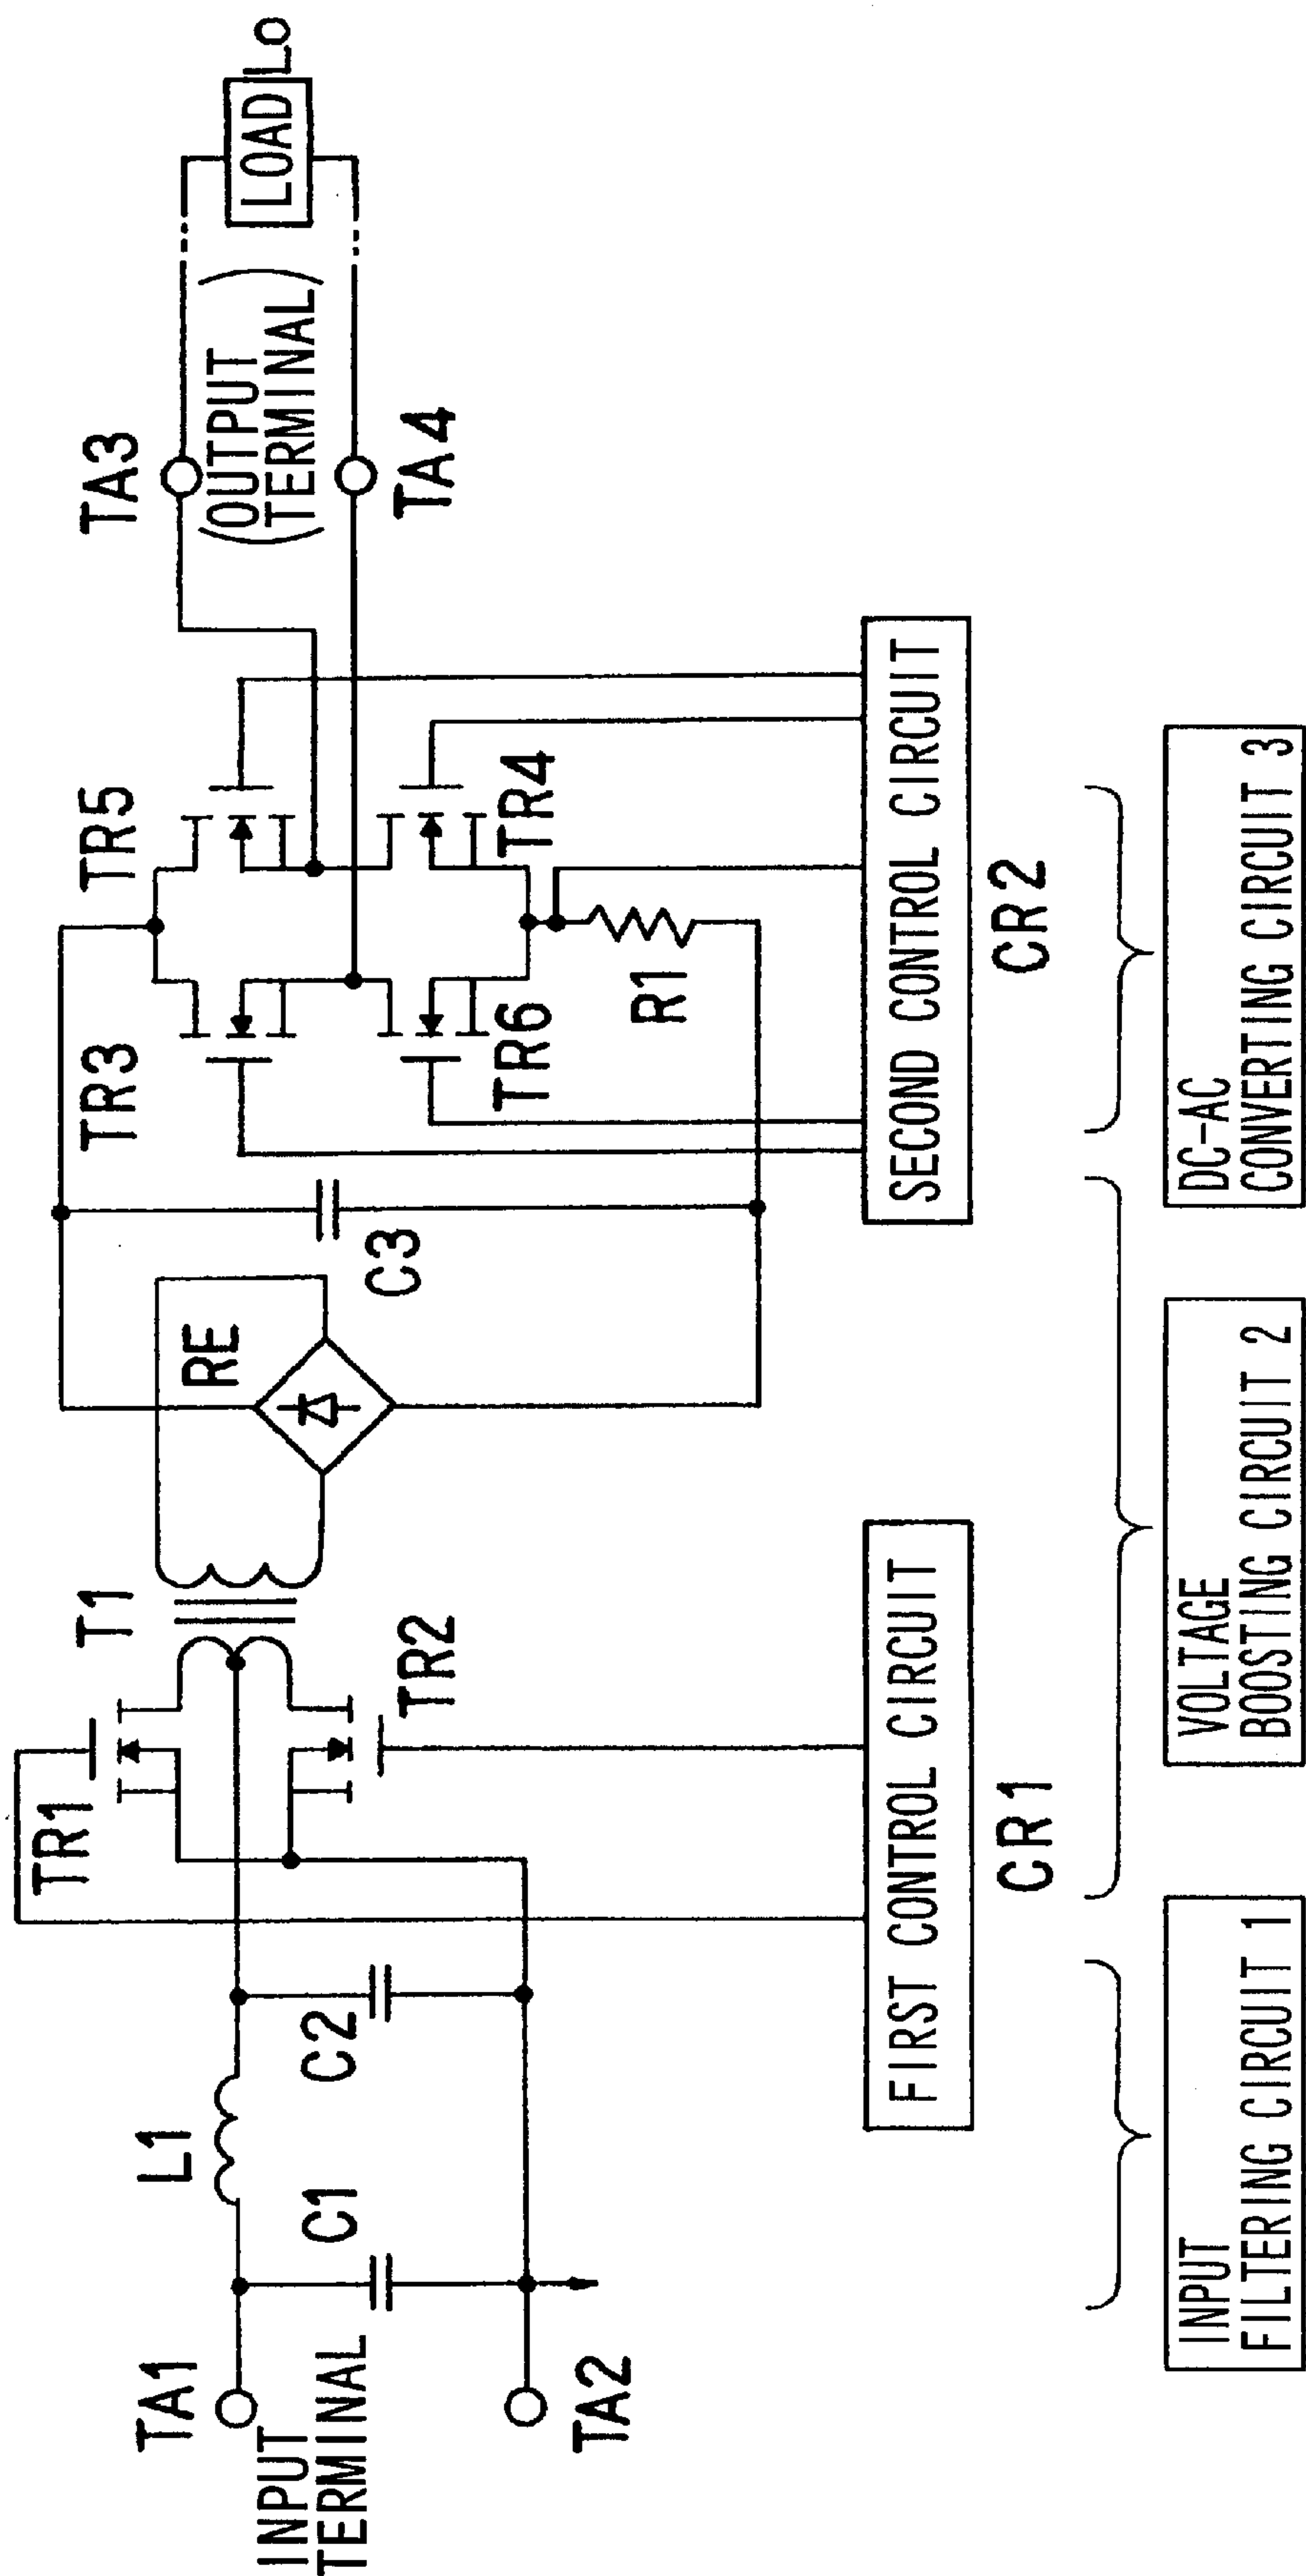 TA1
INPUT
TERMINAL
TA2
L1
C1
C2
TR1
TR2
T1
RE
C3
TR3
TR5
TR6
TR4
R1
TA3
(OUTPUT
TERMINAL)
TA4
LOAD
Lo
FIRST CONTROL CIRCUIT
CR1
SECOND CONTROL CIRCUIT
CR2
INPUT
FILTERING CIRCUIT 1
VOLTAGE
BOOSTING CIRCUIT 2
DC-AC
CONVERTING CIRCUIT 3